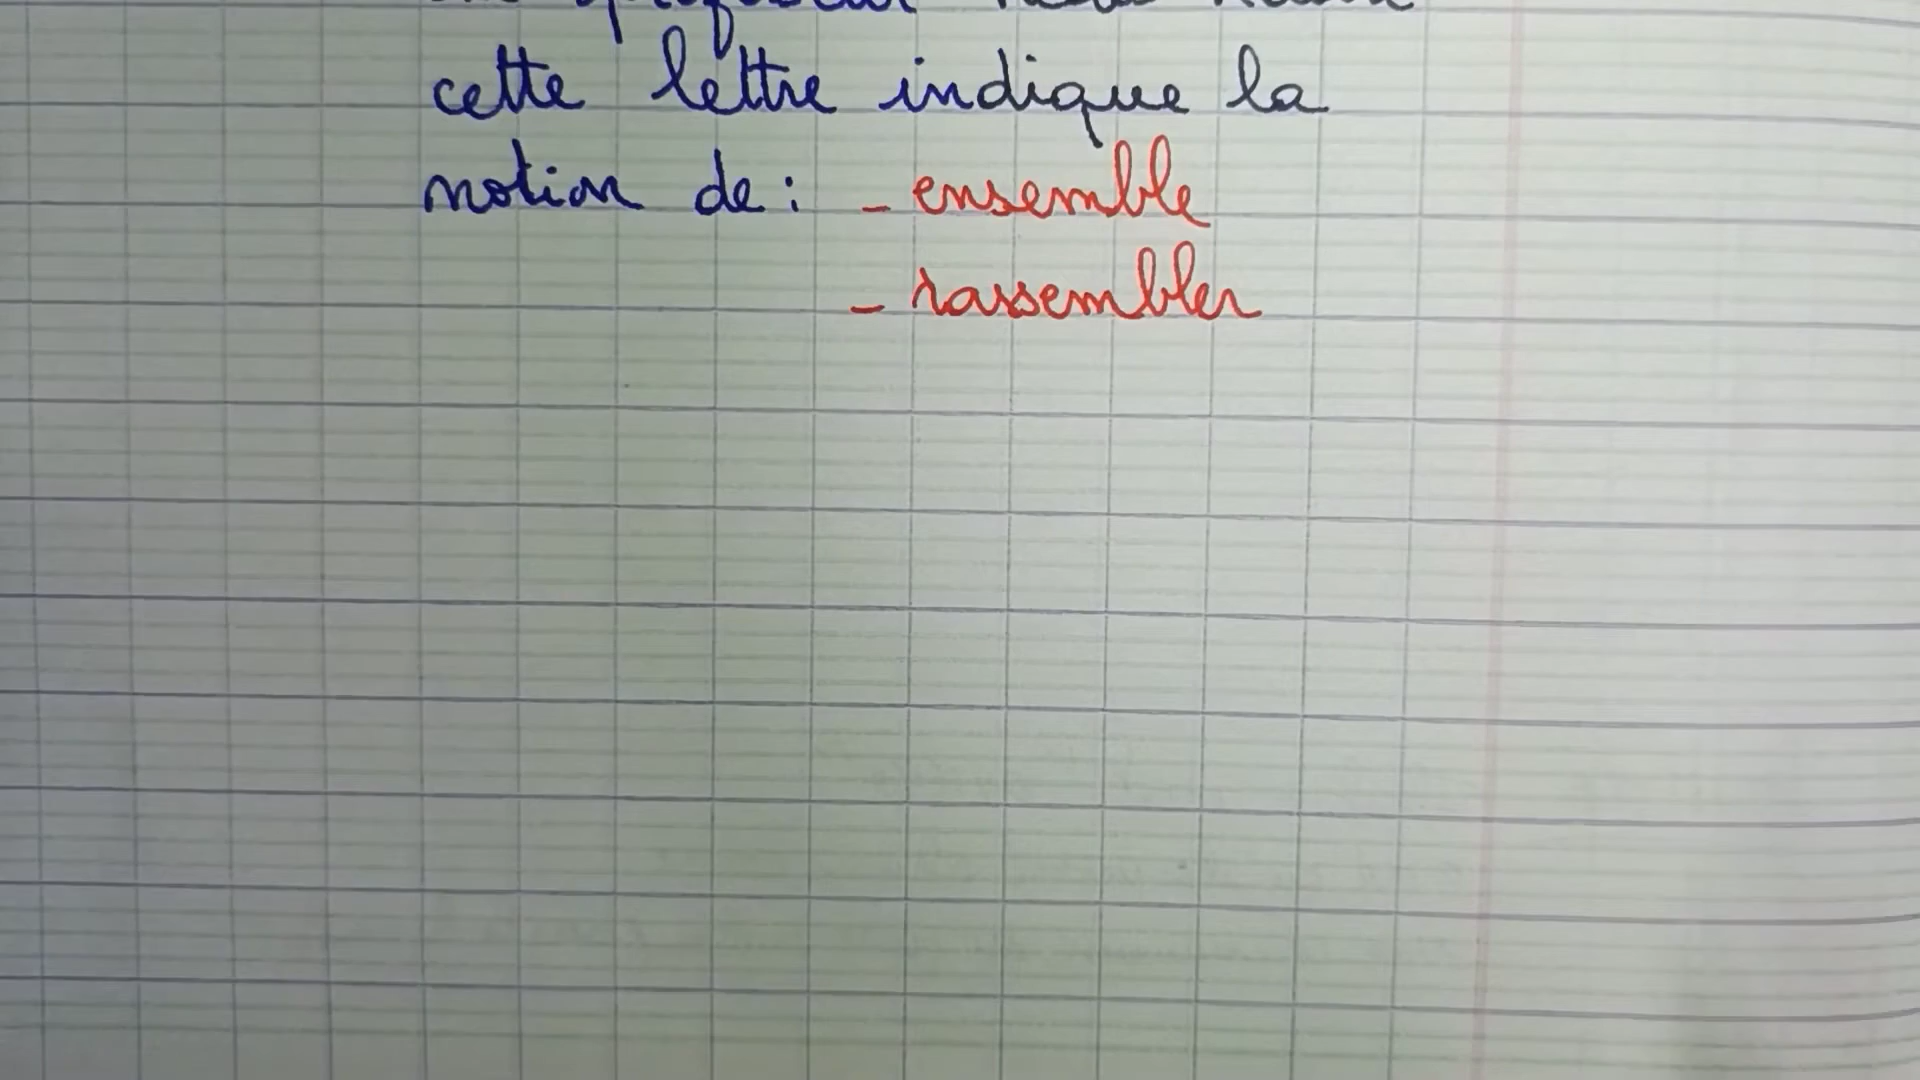 cette lettre indique la
notion de : - ensemble
- rassembler